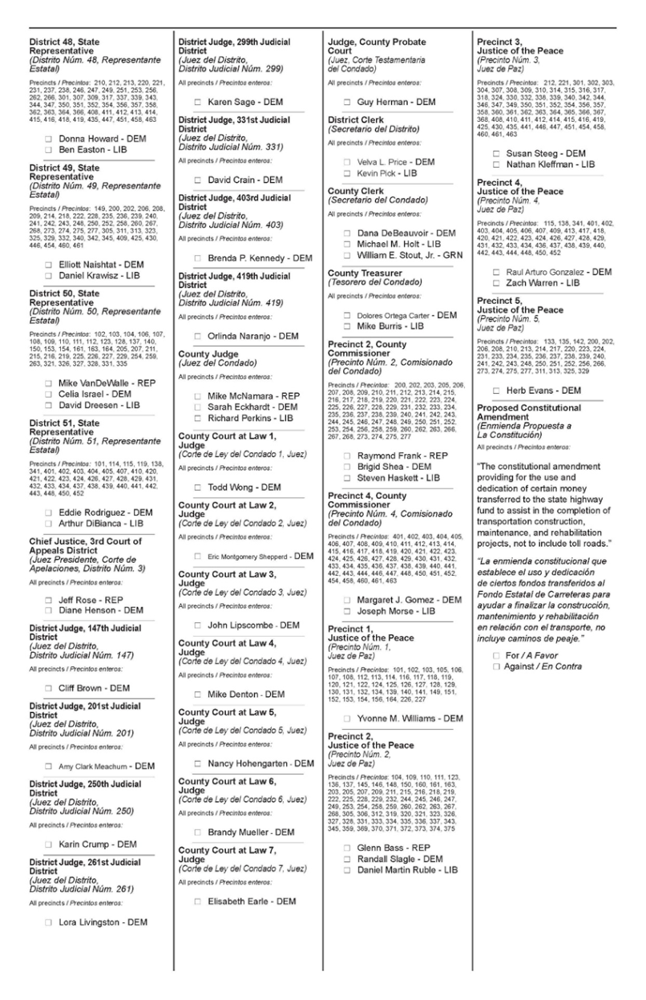 District 48, State
Representative
(Distrito Núm. 48, Representante
Estatal)
Precincts / Precintos: 210, 212, 213, 220, 221,
231, 237, 238, 246, 247, 249, 251, 253, 256,
262, 266, 301, 307, 309, 317, 337, 339, 343,
344, 347, 350, 351, 352, 354, 356, 357, 358,
362, 363, 364, 366, 408, 411, 412, 413, 414,
415, 416, 418, 419, 435, 447, 451, 458, 463
☐ Donna Howard - DEM
☐ Ben Easton - LIB
District 49, State
Representative
(Distrito Núm. 49, Representante
Estatal)
Precincts / Precintos: 149, 200, 202, 206, 208,
209, 214, 218, 222, 228, 235, 236, 239, 240,
241, 242, 243, 248, 250, 252, 258, 260, 267,
268, 273, 274, 275, 277, 305, 311, 313, 323,
325, 329, 332, 340, 342, 345, 409, 425, 430,
446, 454, 460, 461
☐ Elliott Naishtat - DEM
☐ Daniel Krawisz - LIB
District 50, State
Representative
(Distrito Núm. 50, Representante
Estatal)
Precincts / Precintos: 102, 103, 104, 106, 107,
108, 109, 110, 111, 112, 123, 128, 137, 140,
150, 153, 154, 161, 163, 164, 205, 207, 211,
215, 216, 219, 225, 226, 227, 229, 254, 259,
263, 321, 326, 327, 328, 331, 335
☐ Mike VanDeWalle - REP
☐ Celia Israel - DEM
☐ David Dreesen - LIB
District 51, State
Representative
(Distrito Núm. 51, Representante
Estatal)
Precincts / Precintos: 101, 114, 115, 119, 138,
341, 401, 402, 403, 404, 405, 407, 410, 420,
421, 422, 423, 424, 426, 427, 428, 429, 431,
432, 433, 434, 437, 438, 439, 440, 441, 442,
443, 448, 450, 452
☐ Eddie Rodriguez - DEM
☐ Arthur DiBianca - LIB
Chief Justice, 3rd Court of
Appeals District
(Juez Presidente, Corte de
Apelaciones, Distrito Núm. 3)
All precincts / Precintos enteros:
☐ Jeff Rose - REP
☐ Diane Henson - DEM
District Judge, 147th Judicial
District
(Juez del Distrito,
Distrito Judicial Núm. 147)
All precincts / Precintos enteros:
☐ Cliff Brown - DEM
District Judge, 201st Judicial
District
(Juez del Distrito,
Distrito Judicial Núm. 201)
All precincts / Precintos enteros:
☐ Amy Clark Meachum - DEM
District Judge, 250th Judicial
District
(Juez del Distrito,
Distrito Judicial Núm. 250)
All precincts / Precintos enteros:
☐ Karin Crump - DEM
District Judge, 261st Judicial
District
(Juez del Distrito,
Distrito Judicial Núm. 261)
All precincts / Precintos enteros:
☐ Lora Livingston - DEM
District Judge, 299th Judicial
District
(Juez del Distrito,
Distrito Judicial Núm. 299)
All precincts / Precintos enteros:
☐ Karen Sage - DEM
District Judge, 331st Judicial
District
(Juez del Distrito,
Distrito Judicial Núm. 331)
All precincts / Precintos enteros:
☐ David Crain - DEM
District Judge, 403rd Judicial
District
(Juez del Distrito,
Distrito Judicial Núm. 403)
All precincts / Precintos enteros:
☐ Brenda P. Kennedy - DEM
District Judge, 419th Judicial
District
(Juez del Distrito,
Distrito Judicial Núm. 419)
All precincts / Precintos enteros:
☐ Orlinda Naranjo - DEM
County Judge
(Juez del Condado)
All precincts / Precintos enteros:
☐ Mike McNamara - REP
☐ Sarah Eckhardt - DEM
☐ Richard Perkins - LIB
County Court at Law 1,
Judge
(Corte de Ley del Condado 1, Juez)
All precincts / Precintos enteros:
☐ Todd Wong - DEM
County Court at Law 2,
Judge
(Corte de Ley del Condado 2, Juez)
All precincts / Precintos enteros:
☐ Eric Montgomery Shepperd - DEM
County Court at Law 3,
Judge
(Corte de Ley del Condado 3, Juez)
All precincts / Precintos enteros:
☐ John Lipscombe - DEM
County Court at Law 4,
Judge
(Corte de Ley del Condado 4, Juez)
All precincts / Precintos enteros:
☐ Mike Denton - DEM
County Court at Law 5,
Judge
(Corte de Ley del Condado 5, Juez)
All precincts / Precintos enteros:
☐ Nancy Hohengarten - DEM
County Court at Law 6,
Judge
(Corte de Ley del Condado 6, Juez)
All precincts / Precintos enteros:
☐ Brandy Mueller - DEM
County Court at Law 7,
Judge
(Corte de Ley del Condado 7, Juez)
All precincts / Precintos enteros:
☐ Elisabeth Earle - DEM
Judge, County Probate
Court
(Juez, Corte Testamentaria
del Condado)
All precincts / Precintos enteros:
☐ Guy Herman - DEM
District Clerk
(Secretario del Distrito)
All precincts / Precintos enteros:
☐ Velva L. Price - DEM
☐ Kevin Pick - LIB
County Clerk
(Secretario del Condado)
All precincts / Precintos enteros:
☐ Dana DeBeauvoir - DEM
☐ Michael M. Holt - LIB
☐ William E. Stout, Jr. - GRN
County Treasurer
(Tesorero del Condado)
All precincts / Precintos enteros:
☐ Dolores Ortega Carter - DEM
☐ Mike Burris - LIB
Precinct 2, County
Commissioner
(Precinto Núm. 2, Comisionado
del Condado)
Precincts / Precintos: 200, 202, 203, 205, 206,
207, 208, 209, 210, 211, 212, 213, 214, 215,
216, 217, 218, 219, 220, 221, 222, 223, 224,
225, 226, 227, 228, 229, 231, 232, 233, 234,
235, 236, 237, 238, 239, 240, 241, 242, 243,
244, 245, 246, 247, 248, 249, 250, 251, 252,
253, 254, 256, 258, 259, 260, 262, 263, 266,
267, 268, 273, 274, 275, 277
☐ Raymond Frank - REP
☐ Brigid Shea - DEM
☐ Steven Haskett - LIB
Precinct 4, County
Commissioner
(Precinto Núm. 4, Comisionado
del Condado)
Precincts / Precintos: 401, 402, 403, 404, 405,
406, 407, 408, 409, 410, 411, 412, 413, 414,
415, 416, 417, 418, 419, 420, 421, 422, 423,
424, 425, 426, 427, 428, 429, 430, 431, 432,
433, 434, 435, 436, 437, 438, 439, 440, 441,
442, 443, 444, 446, 447, 448, 450, 451, 452,
454, 458, 460, 461, 463
☐ Margaret J. Gomez - DEM
☐ Joseph Morse - LIB
Precinct 1,
Justice of the Peace
(Precinto Núm. 1,
Juez de Paz)
Precincts / Precintos: 101, 102, 103, 105, 106,
107, 108, 112, 113, 114, 116, 117, 118, 119,
120, 121, 122, 124, 125, 126, 127, 128, 129,
130, 131, 132, 134, 139, 140, 141, 149, 151,
152, 153, 154, 156, 164, 226, 227
☐ Yvonne M. Williams - DEM
Precinct 2,
Justice of the Peace
(Precinto Núm. 2,
Juez de Paz)
Precincts / Precintos: 104, 109, 110, 111, 123,
136, 137, 145, 146, 148, 150, 160, 161, 163,
203, 205, 207, 209, 211, 215, 216, 218, 219,
222, 225, 228, 229, 232, 244, 245, 246, 247,
249, 253, 254, 258, 259, 260, 262, 263, 267,
268, 305, 306, 312, 319, 320, 321, 323, 326,
327, 328, 331, 333, 334, 335, 336, 337, 343,
345, 359, 369, 370, 371, 372, 373, 374, 375
☐ Glenn Bass - REP
☐ Randall Slagle - DEM
☐ Daniel Martin Ruble - LIB
Precinct 3,
Justice of the Peace
(Precinto Núm. 3,
Juez de Paz)
Precincts / Precintos: 212, 221, 301, 302, 303,
304, 307, 308, 309, 310, 314, 315, 316, 317,
318, 324, 330, 332, 338, 339, 340, 342, 344,
346, 347, 349, 350, 351, 352, 354, 356, 357,
358, 360, 361, 362, 363, 364, 365, 366, 367,
368, 408, 410, 411, 412, 414, 415, 416, 419,
425, 430, 435, 441, 446, 447, 451, 454, 458,
460, 461, 463
☐ Susan Steeg - DEM
☐ Nathan Kleffman - LIB
Precinct 4,
Justice of the Peace
(Precinto Núm. 4,
Juez de Paz)
Precincts / Precintos: 115, 138, 341, 401, 402,
403, 404, 405, 406, 407, 409, 413, 417, 418,
420, 421, 422, 423, 424, 426, 427, 428, 429,
431, 432, 433, 434, 436, 437, 438, 439, 440,
442, 443, 444, 448, 450, 452
☐ Raul Arturo Gonzalez - DEM
☐ Zach Warren - LIB
Precinct 5,
Justice of the Peace
(Precinto Núm. 5,
Juez de Paz)
Precincts / Precintos: 133, 135, 142, 200, 202,
206, 208, 210, 213, 214, 217, 220, 223, 224,
231, 233, 234, 235, 236, 237, 238, 239, 240,
241, 242, 243, 248, 250, 251, 252, 256, 266,
273, 274, 275, 277, 311, 313, 325, 329
☐ Herb Evans - DEM
Proposed Constitutional
Amendment
(Enmienda Propuesta a
La Constitución)
All precincts / Precintos enteros:
“The constitutional amendment
providing for the use and
dedication of certain money
transferred to the state highway
fund to assist in the completion of
transportation construction,
maintenance, and rehabilitation
projects, not to include toll roads.”
“La enmienda constitucional que
establece el uso y dedicación
de ciertos fondos transferidos al
Fondo Estatal de Carreteras para
ayudar a finalizar la construcción,
mantenimiento y rehabilitación
en relación con el transporte, no
incluye caminos de peaje.”
☐ For / A Favor
☐ Against / En Contra